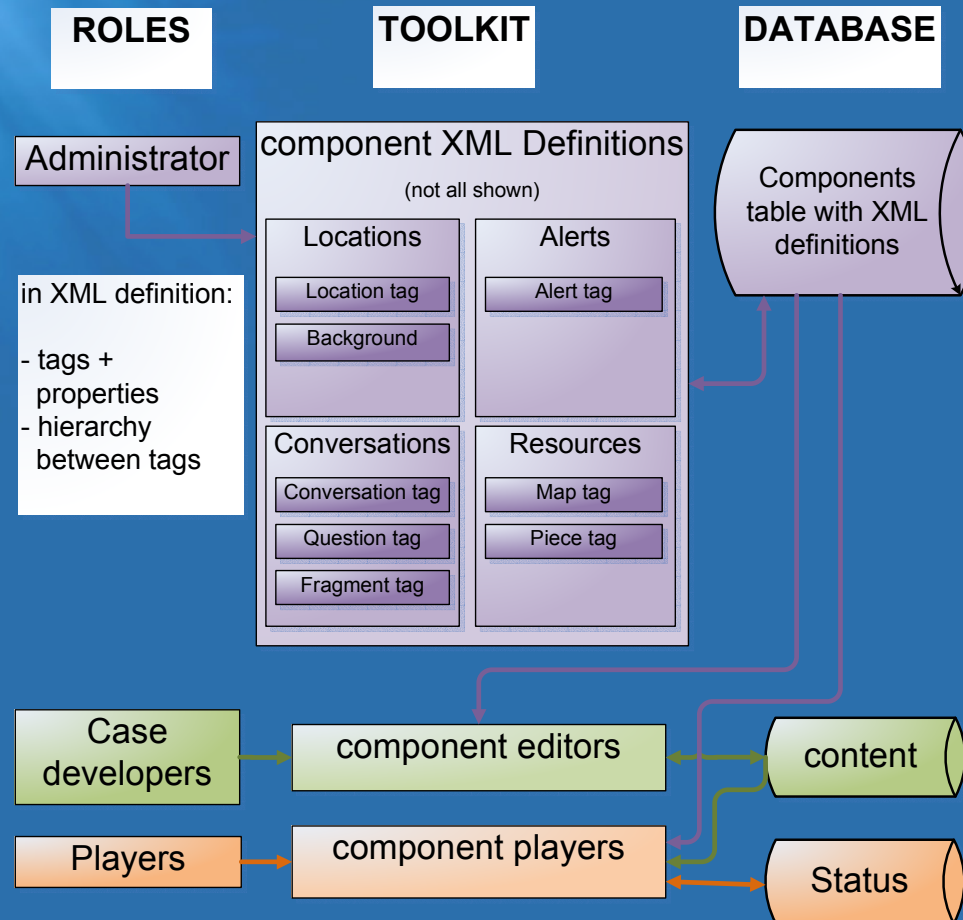 ROLES
TOOLKIT
DATABASE
Administrator
in XML definition:
- tags +
properties
- hierarchy
between tags
component XML Definitions
(not all shown)
Locations
Location tag
Background
Alerts
Alert tag
Conversations
Conversation tag
Question tag
Fragment tag
Resources
Map tag
Piece tag
Components
table with XML
definitions
Case
developers
component editors
content
Players
component players
Status